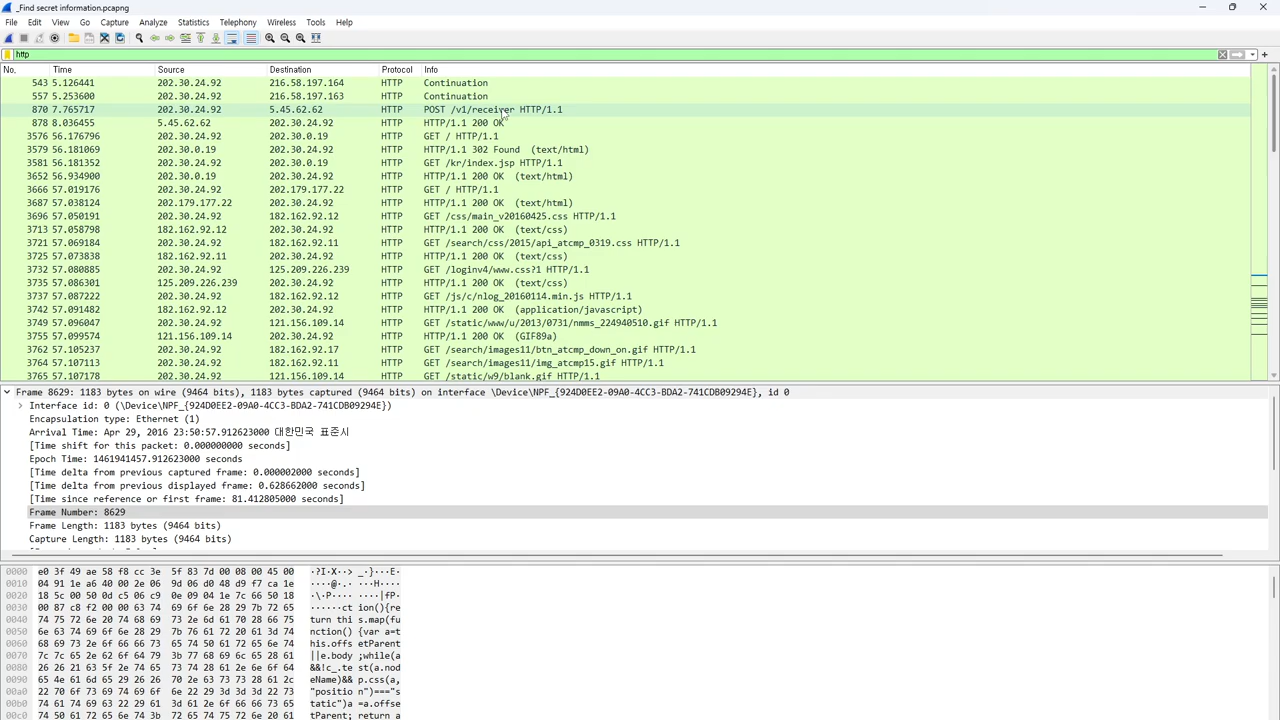 _Find secret information.pcapng
File Edit View Go Capture Analyze Statistics Telephony Wireless Tools Help
http
No. Time Source Destination Protocol Info
543 5.126441 202.30.24.92 216.58.197.164 HTTP Continuation
557 5.253600 202.30.24.92 216.58.197.163 HTTP Continuation
870 7.765717 202.30.24.92 5.45.62.62 HTTP POST /v1/receiver HTTP/1.1
878 8.036455 5.45.62.62 202.30.24.92 HTTP HTTP/1.1 200 OK
3576 56.176796 202.30.24.92 202.30.0.19 HTTP GET / HTTP/1.1
3579 56.181069 202.30.0.19 202.30.24.92 HTTP HTTP/1.1 302 Found (text/html)
3581 56.181352 202.30.24.92 202.30.0.19 HTTP GET /kr/index.jsp HTTP/1.1
3652 56.934900 202.30.0.19 202.30.24.92 HTTP HTTP/1.1 200 OK (text/html)
3666 57.019176 202.30.24.92 202.179.177.22 HTTP GET / HTTP/1.1
3687 57.038124 202.179.177.22 202.30.24.92 HTTP HTTP/1.1 200 OK (text/html)
3696 57.050191 202.30.24.92 182.162.92.12 HTTP GET /css/main_v20160425.css HTTP/1.1
3713 57.058798 182.162.92.12 202.30.24.92 HTTP HTTP/1.1 200 OK (text/css)
3721 57.069184 202.30.24.92 182.162.92.11 HTTP GET /search/css/2015/api_atcmp_0319.css HTTP/1.1
3725 57.073838 182.162.92.11 202.30.24.92 HTTP HTTP/1.1 200 OK (text/css)
3732 57.080885 202.30.24.92 125.209.226.239 HTTP GET /loginv4/www.css?1 HTTP/1.1
3735 57.086301 125.209.226.239 202.30.24.92 HTTP HTTP/1.1 200 OK (text/css)
3737 57.087222 202.30.24.92 182.162.92.12 HTTP GET /js/c/nlog_20160114.min.js HTTP/1.1
3742 57.091482 182.162.92.12 202.30.24.92 HTTP HTTP/1.1 200 OK (application/javascript)
3749 57.096047 202.30.24.92 121.156.109.14 HTTP GET /static/www/u/2013/0731/nmms_224940510.gif HTTP/1.1
3755 57.099574 121.156.109.14 202.30.24.92 HTTP HTTP/1.1 200 OK (GIF89a)
3762 57.105237 202.30.24.92 182.162.92.17 HTTP GET /search/images11/btn_atcmp_down_on.gif HTTP/1.1
3764 57.107113 202.30.24.92 182.162.92.11 HTTP GET /search/images11/img_atcmp15.gif HTTP/1.1
3765 57.107178 202.30.24.92 121.156.109.14 HTTP GET /static/w9/blank.gif HTTP/1.1
Frame 8629: 1183 bytes on wire (9464 bits), 1183 bytes captured (9464 bits) on interface \Device\NPF_{924D0EE2-09A0-4CC3-BDA2-741CDB09294E}, id 0
Interface id: 0 (\Device\NPF_{924D0EE2-09A0-4CC3-BDA2-741CDB09294E})
Encapsulation type: Ethernet (1)
Arrival Time: Apr 29, 2016 23:50:57.912623000 대한민국 표준시
[Time shift for this packet: 0.000000000 seconds]
Epoch Time: 1461941457.912623000 seconds
[Time delta from previous captured frame: 0.000002000 seconds]
[Time delta from previous displayed frame: 0.628662000 seconds]
[Time since reference or first frame: 81.412805000 seconds]
Frame Number: 8629
Frame Length: 1183 bytes (9464 bits)
Capture Length: 1183 bytes (9464 bits)
0000 e0 3f 49 ae 58 f8 cc 3e 5f 83 7d 00 08 00 45 00 ·?I·X··> _·}···E·
0010 04 91 1e a6 40 00 2e 06 9d 06 d0 48 d9 f7 ca 1e ····@·.· ···H····
0020 18 5c 00 50 0d c5 06 c9 0e 09 04 1e 7c 66 50 18 ·\·P···· ····|fP·
0030 00 87 c8 f2 00 00 63 74 69 6f 6e 28 29 7b 72 65 ······ct ion(){re
0040 74 75 72 6e 20 74 68 69 73 2e 6d 61 70 28 66 75 turn thi s.map(fu
0050 6e 63 74 69 6f 6e 28 29 7b 76 61 72 20 61 3d 74 nction() {var a=t
0060 68 69 73 2e 6f 66 66 73 65 74 50 61 72 65 6e 74 his.offs etParent
0070 7c 7c 65 2e 62 6f 64 79 3b 77 68 69 6c 65 28 61 ||e.body ;while(a
0080 26 26 21 63 5f 2e 74 65 73 74 28 61 2e 6e 6f 64 &&!c_.te st(a.nod
0090 65 4e 61 6d 65 29 26 26 70 2e 63 73 73 28 61 2c eName)&& p.css(a,
00a0 22 70 6f 73 69 74 69 6f 6e 22 29 3d 3d 3d 22 73 "positio n")==="s
00b0 74 61 74 69 63 22 29 61 3d 61 2e 6f 66 66 73 65 tatic")a =a.offse
00c0 74 50 61 72 65 6e 74 3b 72 65 74 75 72 6e 20 61 tParent; return a